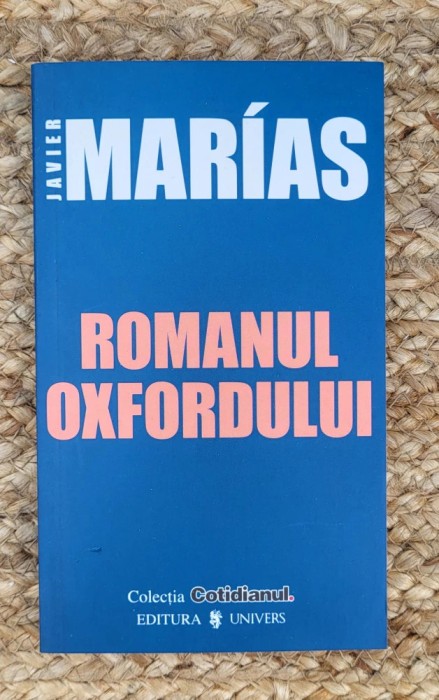 JAVIER
MARÍAS
ROMANUL
OXFORDULUI
Colecția Cotidianul.
EDITURA UNIVERS